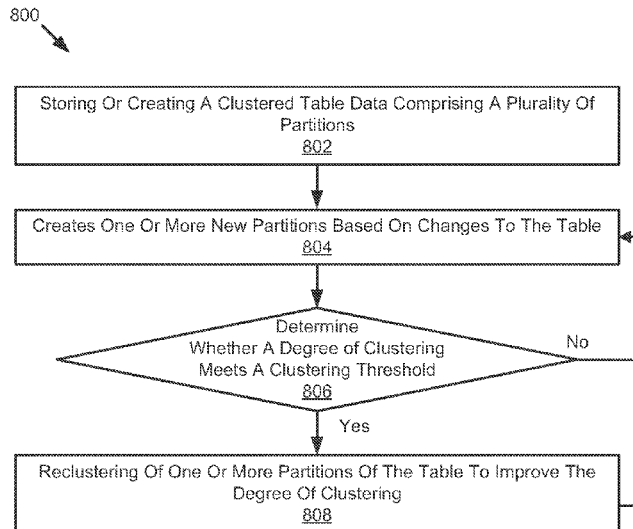 800
Storing Or Creating A Clustered Table Data Comprising A Plurality Of
Partitions
802
Creates One Or More New Partitions Based On Changes To The Table
804
Determine
Whether A Degree of Clustering
Meets A Clustering Threshold
806
No
Yes
Reclustering Of One Or More Partitions Of The Table To Improve The
Degree Of Clustering
808